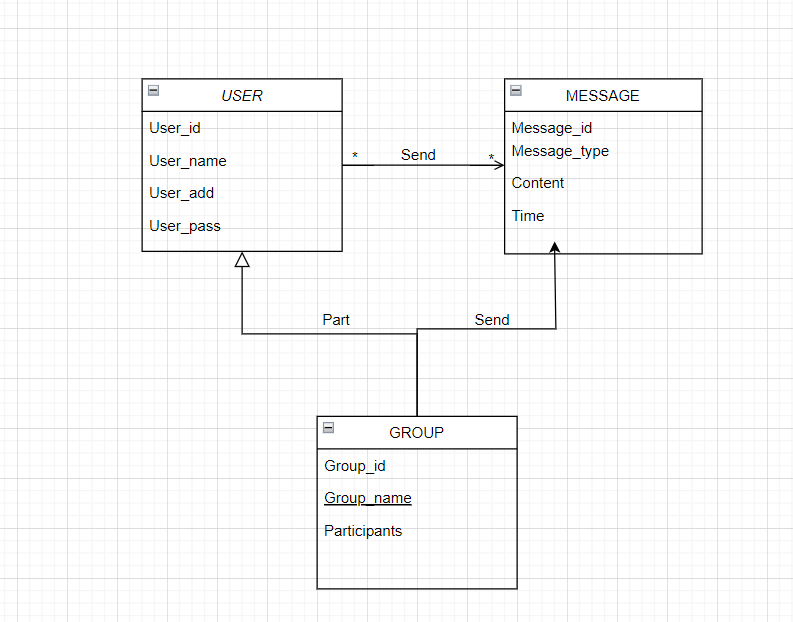 USER
User_id
User_name
User_add
User_pass
* Send *
MESSAGE
Message_id
Message_type
Content
Time
Part
Send
GROUP
Group_id
Group_name
Participants